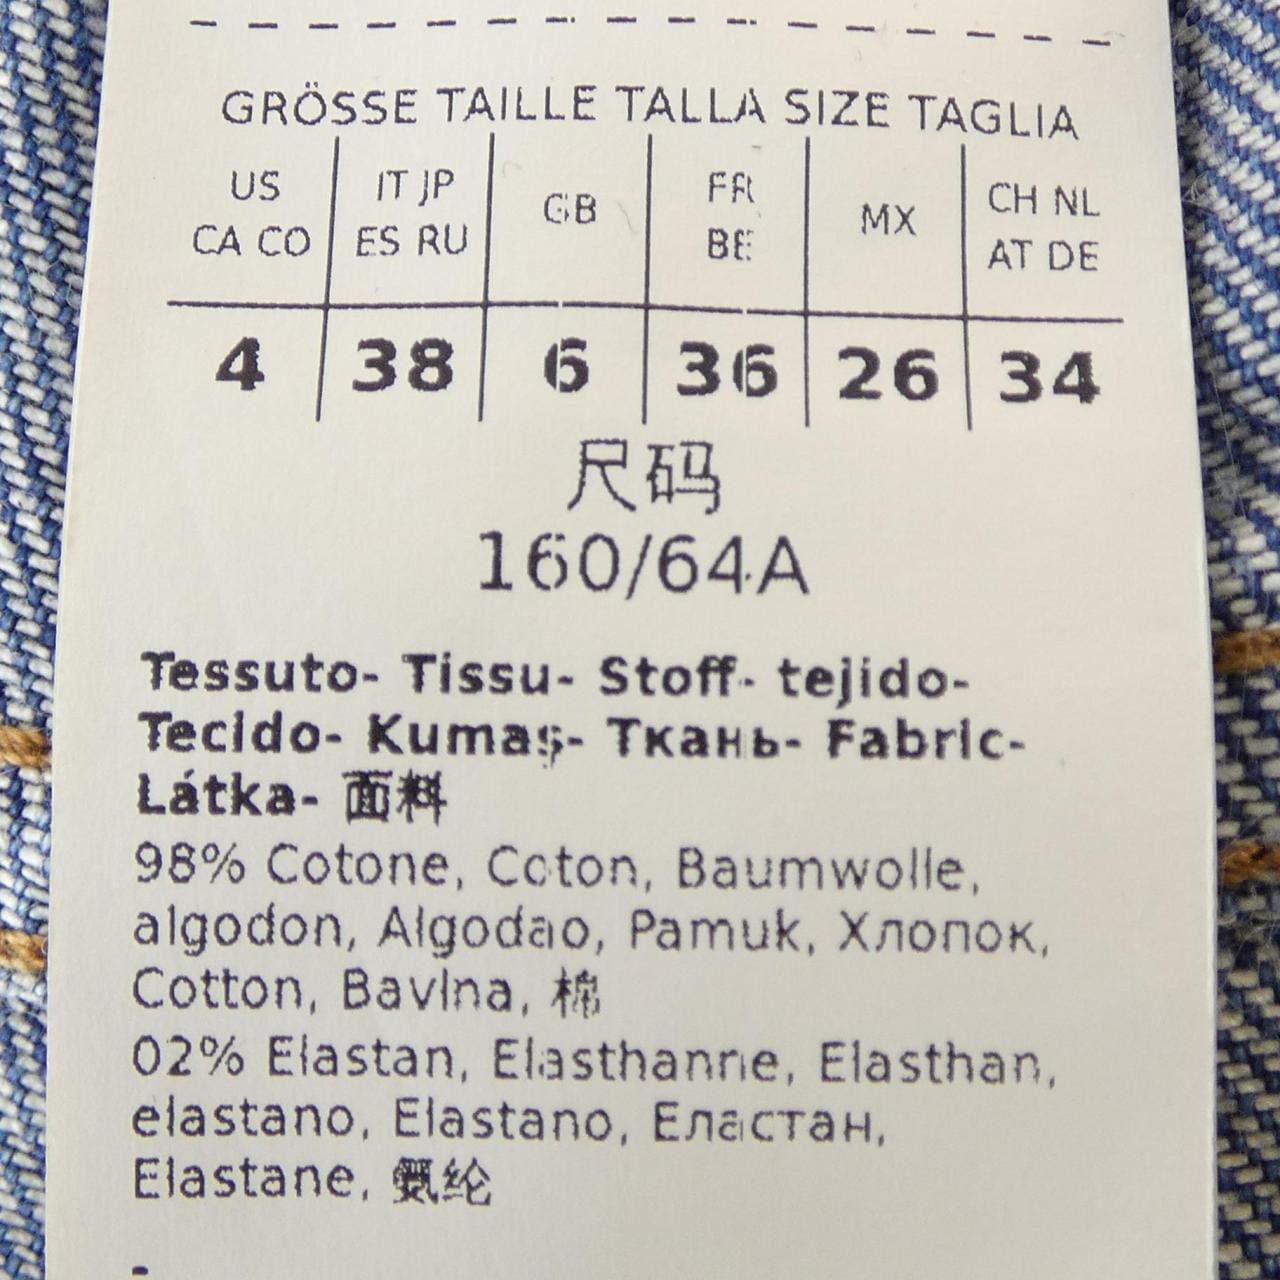 GRÖSSE TAILLE TALLA SIZE TAGLIA
US CA CO IT JP ES RU GB FR BE MX CH NL AT DE
4 38 6 36 26 34
尺码
160/64A
Tessuto- Tissu- Stoff- tejido-
Tecido- Kumaş- Ткань- Fabric-
Látka- 面料
98% Cotone, Coton, Baumwolle,
algodon, Algodao, Pamuk, Хлопок,
Cotton, Bavlna, 棉
02% Elastan, Elasthanne, Elasthan,
elastano, Elastano, Еластан,
Elastane, 氨纶